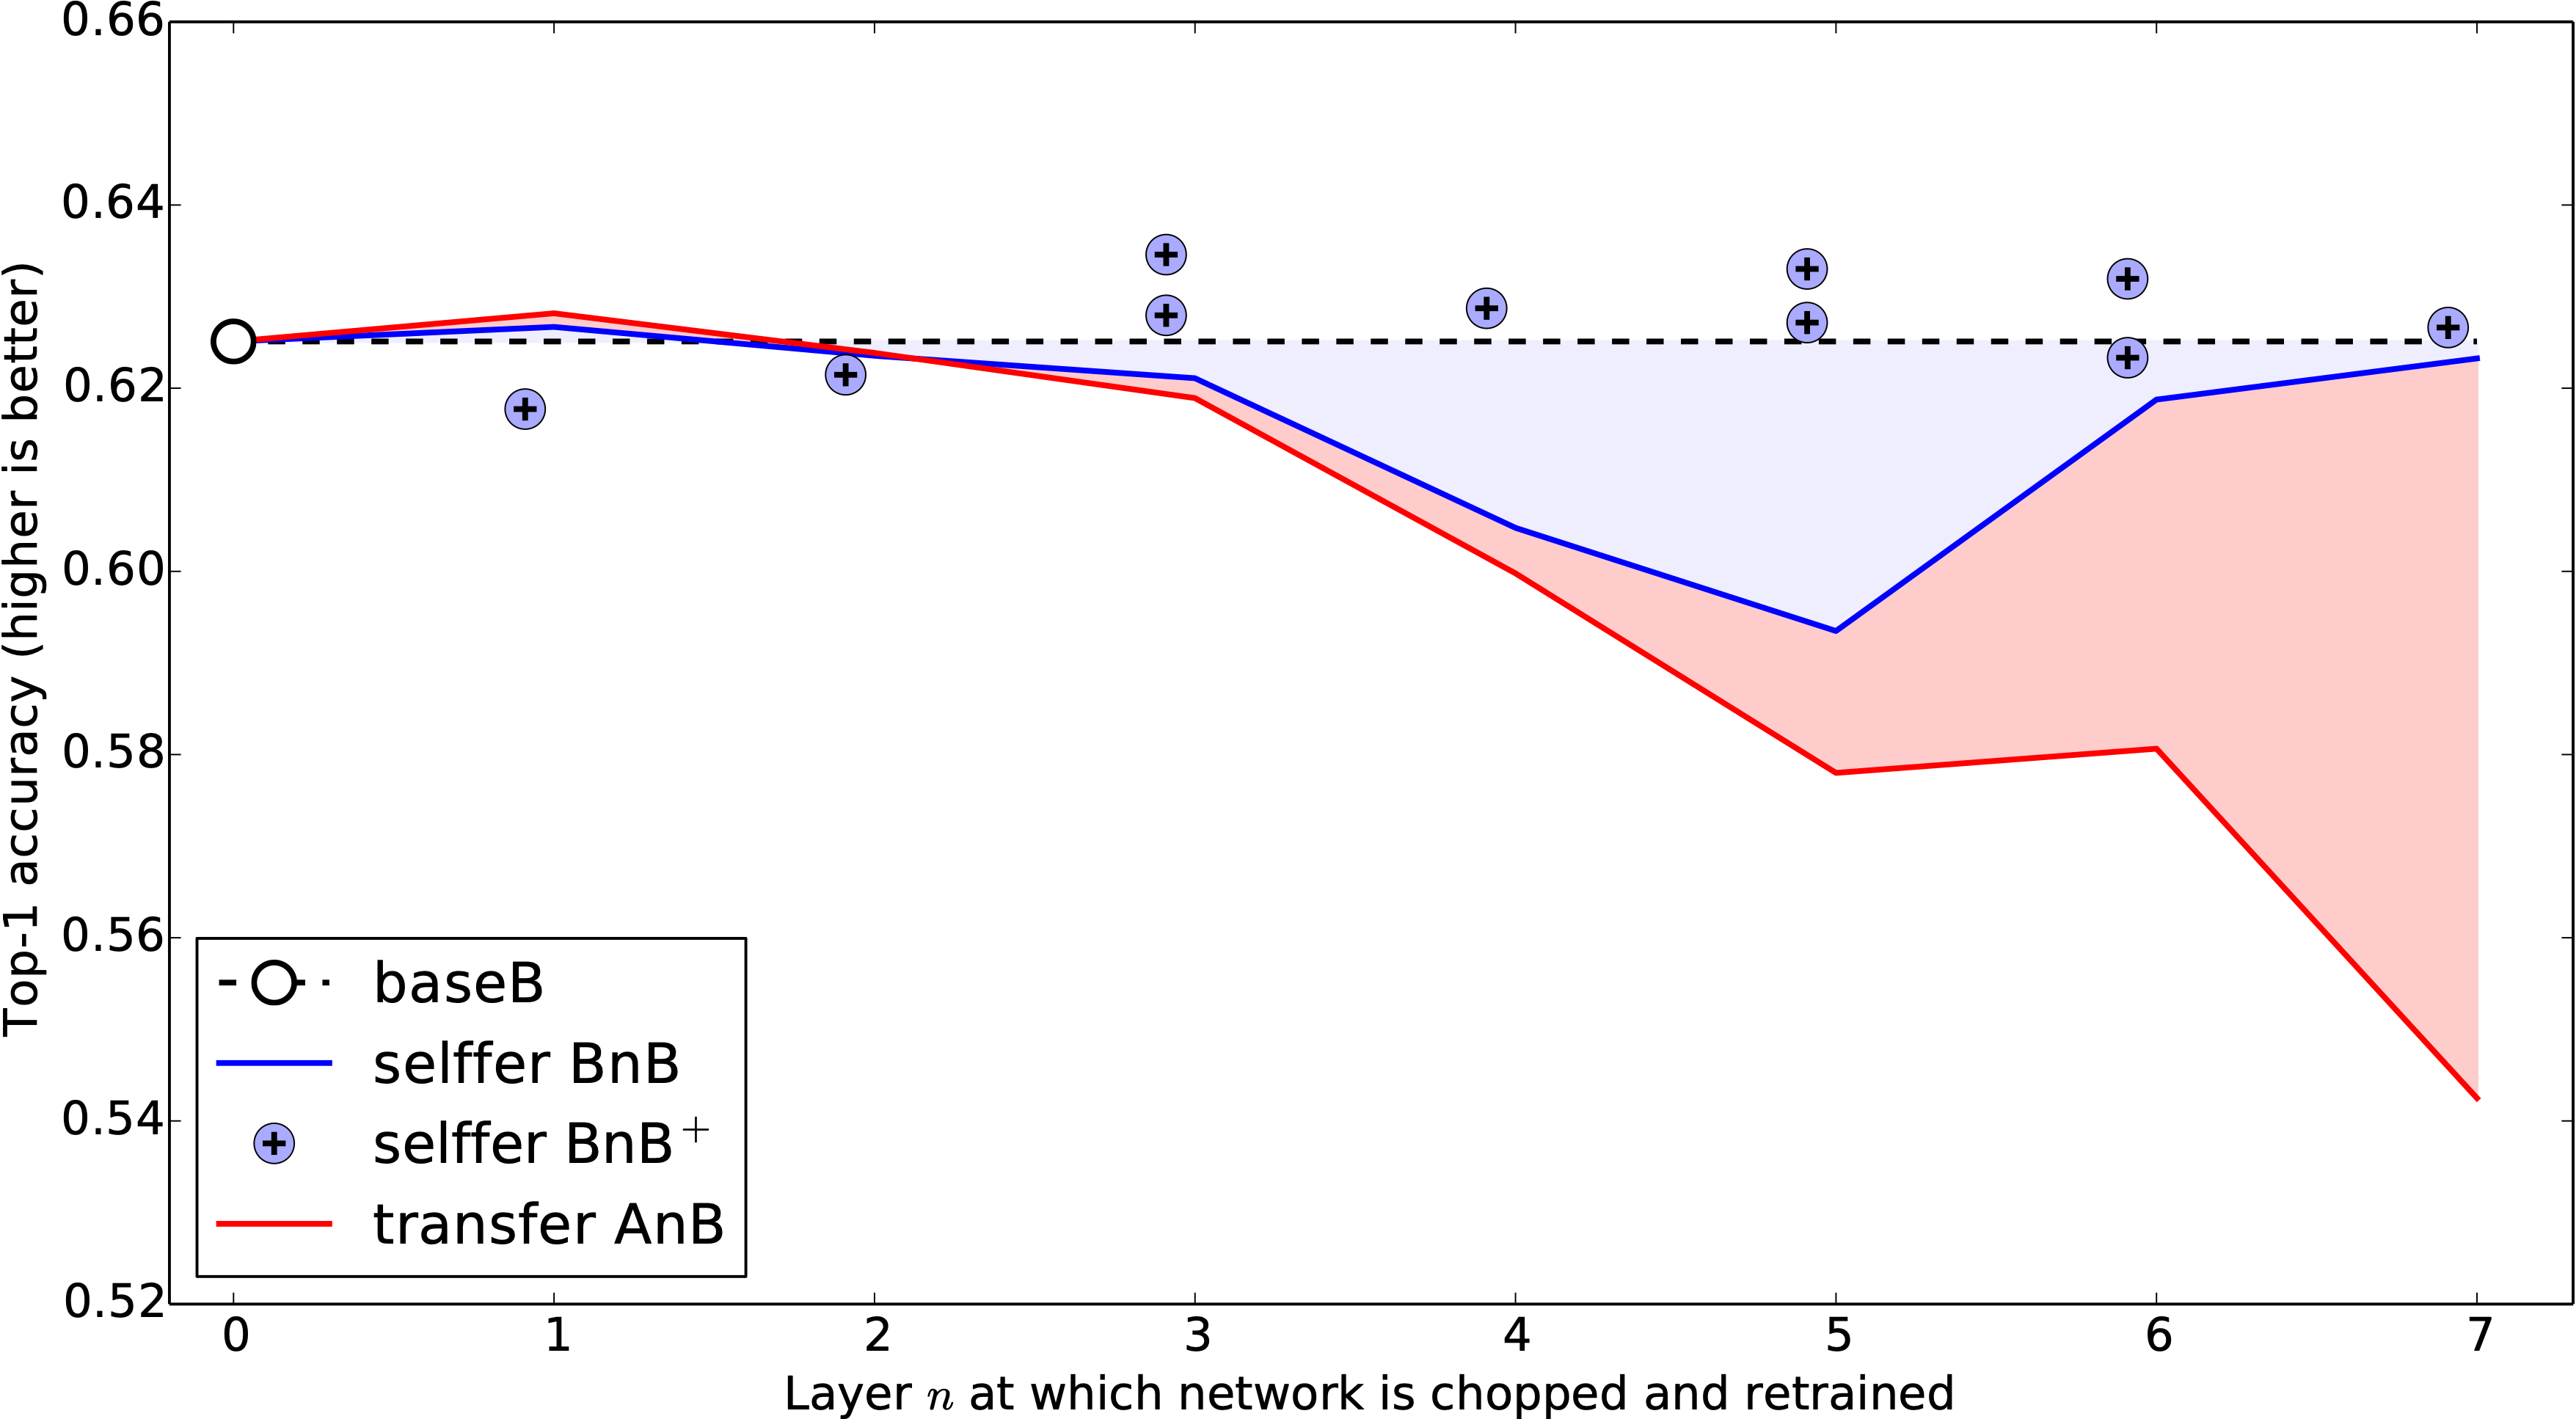 0.66
0.64
0.62
0.60
0.58
0.56
0.54
0.52
Top-1 accuracy (higher is better)
baseB
selffer BnB
selffer BnB⁺
transfer AnB
0 1 2 3 4 5 6 7
Layer n at which network is chopped and retrained